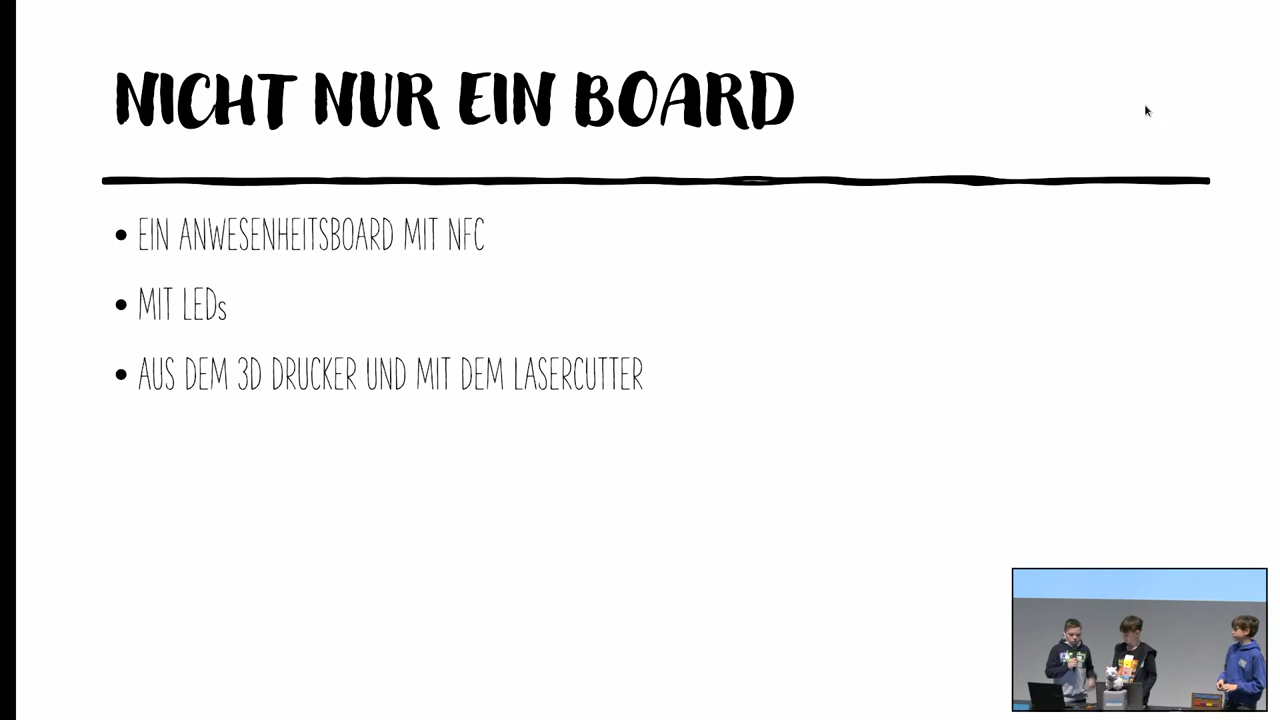 NICHT NUR EIN BOARD
• EIN ANWESENHEITSBOARD MIT NFC
• MIT LEDs
• AUS DEM 3D DRUCKER UND MIT DEM LASERCUTTER